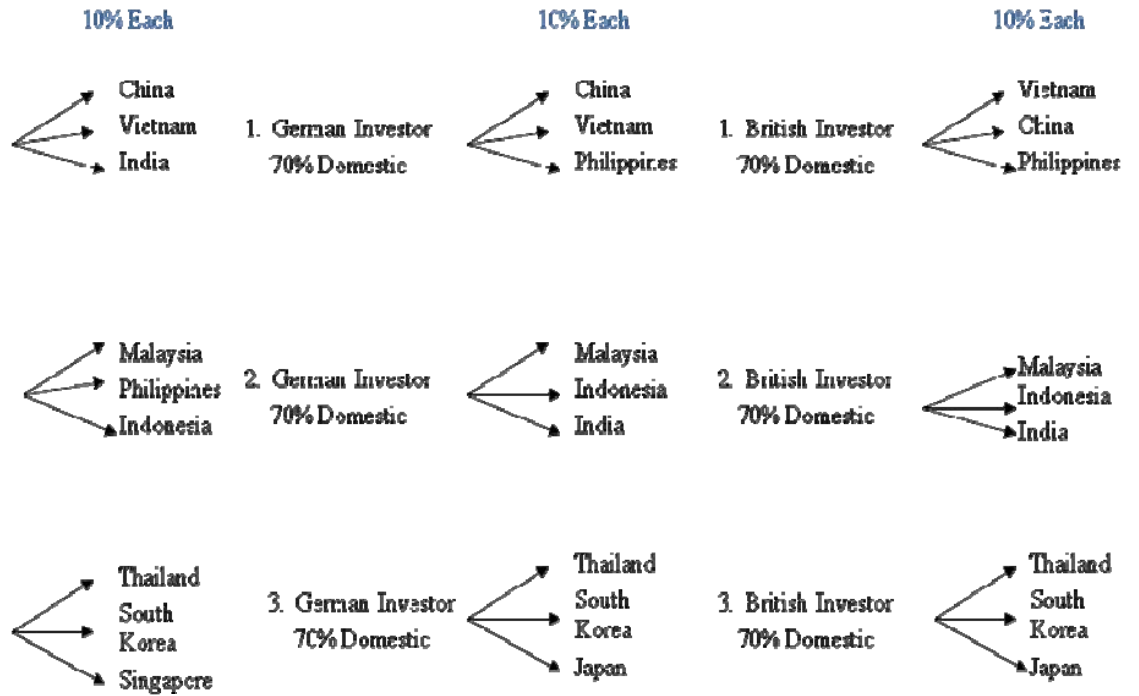 10% Each
10% Each
10% Each
China
Vietnam
India
1. German Investor
70% Domestic
China
Vietnam
Philippines
1. British Investor
70% Domestic
Vietnam
China
Philippines
Malaysia
Philippines
Indonesia
2. German Investor
70% Domestic
Malaysia
Indonesia
India
2. British Investor
70% Domestic
Malaysia
Indonesia
India
Thailand
South
Korea
Singapore
3. German Investor
70% Domestic
Thailand
South
Korea
Japan
3. British Investor
70% Domestic
Thailand
South
Korea
Japan